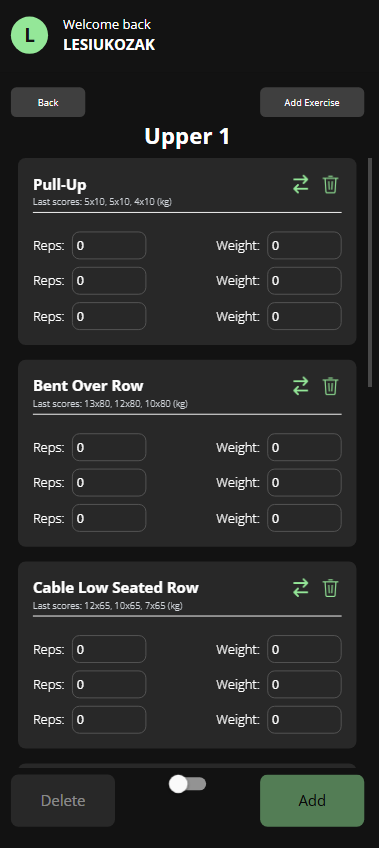 L
Welcome back
LESIUKOZAK
Back
Add Exercise
Upper 1
Pull-Up
Last scores: 5x10, 5x10, 4x10 (kg)
Reps: 0 Weight: 0
Reps: 0 Weight: 0
Reps: 0 Weight: 0
Bent Over Row
Last scores: 13x80, 12x80, 10x80 (kg)
Reps: 0 Weight: 0
Reps: 0 Weight: 0
Reps: 0 Weight: 0
Cable Low Seated Row
Last scores: 12x65, 10x65, 7x65 (kg)
Reps: 0 Weight: 0
Reps: 0 Weight: 0
Reps: 0 Weight: 0
Delete
Add